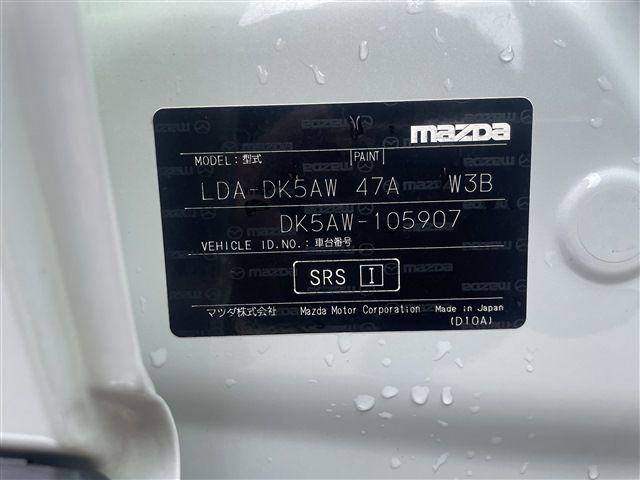 mazda
MODEL: 型式 PAINT
LDA-DK5AW 47A W3B
DK5AW-105907
VEHICLE ID.NO.: 車台番号
SRS I
マツダ株式会社 Mazda Motor Corporation Made in Japan
(D10A)